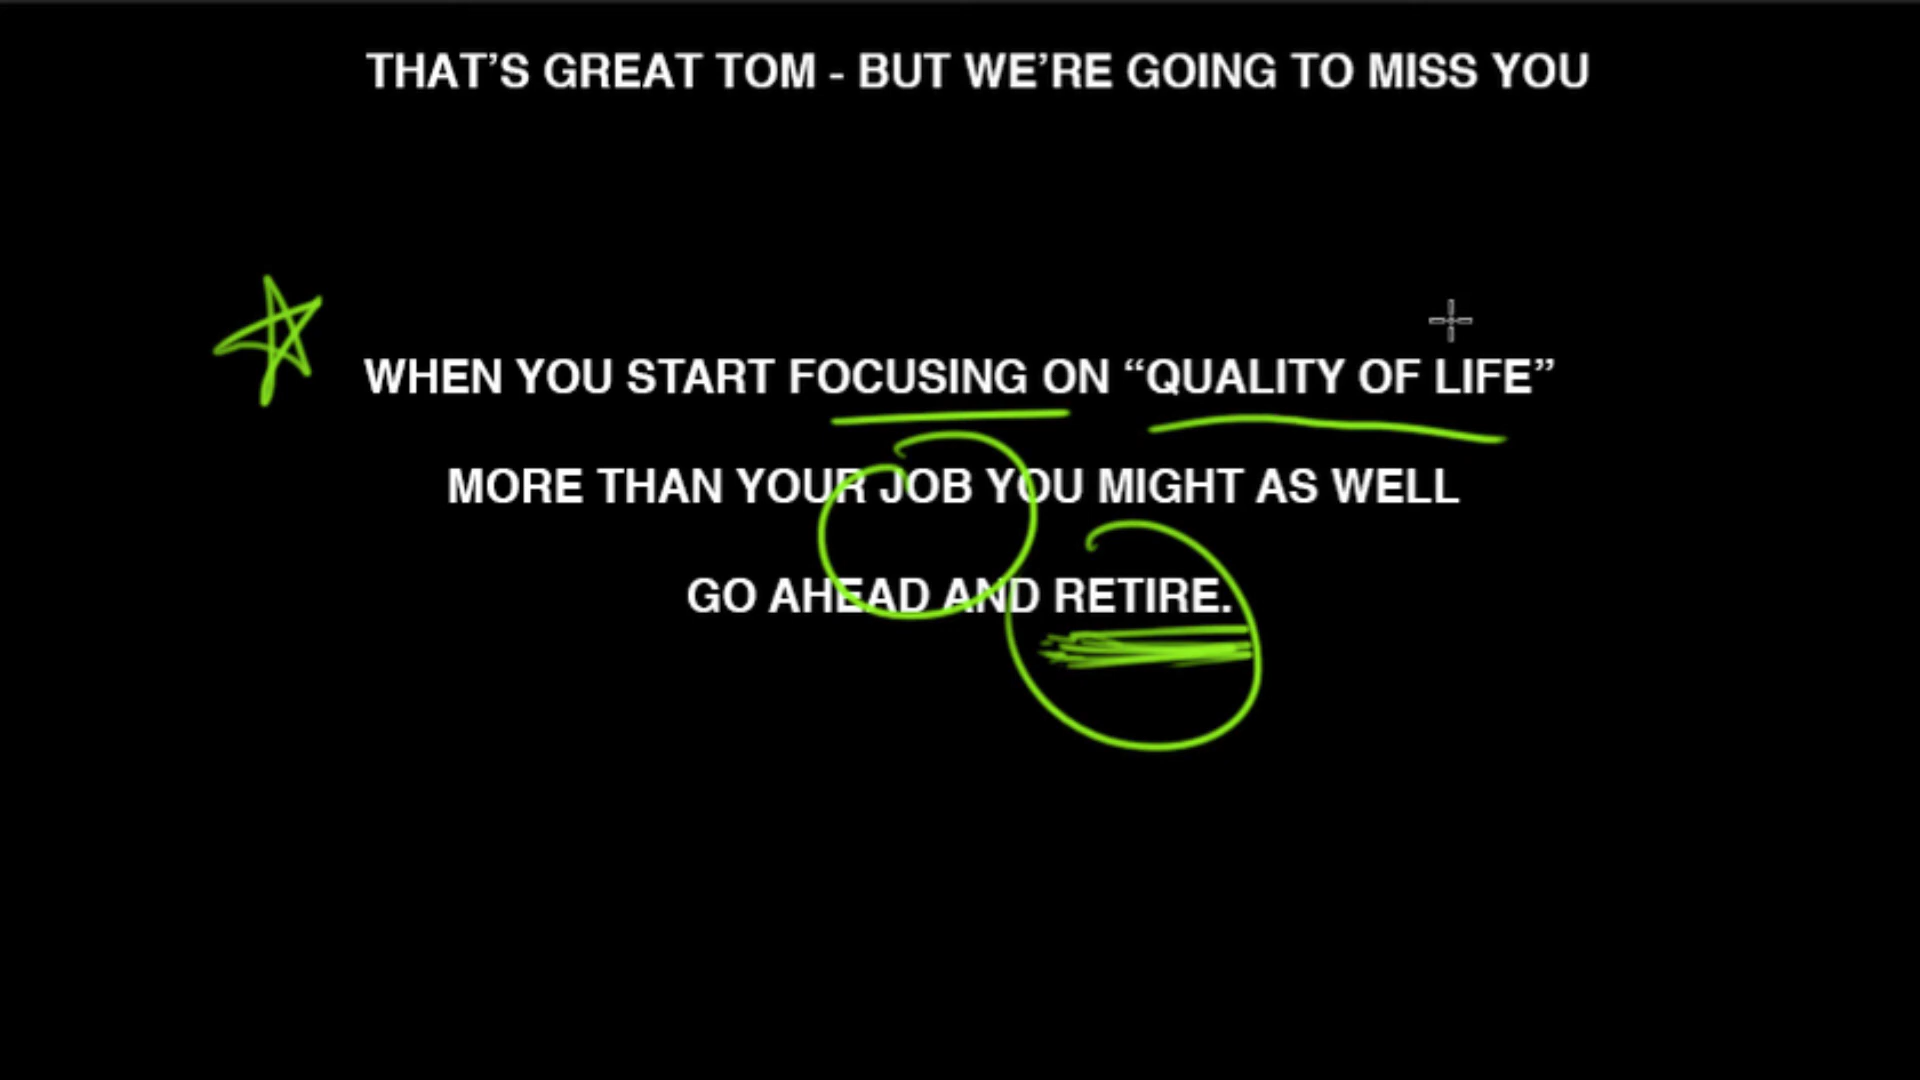 THAT’S GREAT TOM - BUT WE’RE GOING TO MISS YOU
WHEN YOU START FOCUSING ON “QUALITY OF LIFE”
MORE THAN YOUR JOB YOU MIGHT AS WELL
GO AHEAD AND RETIRE.